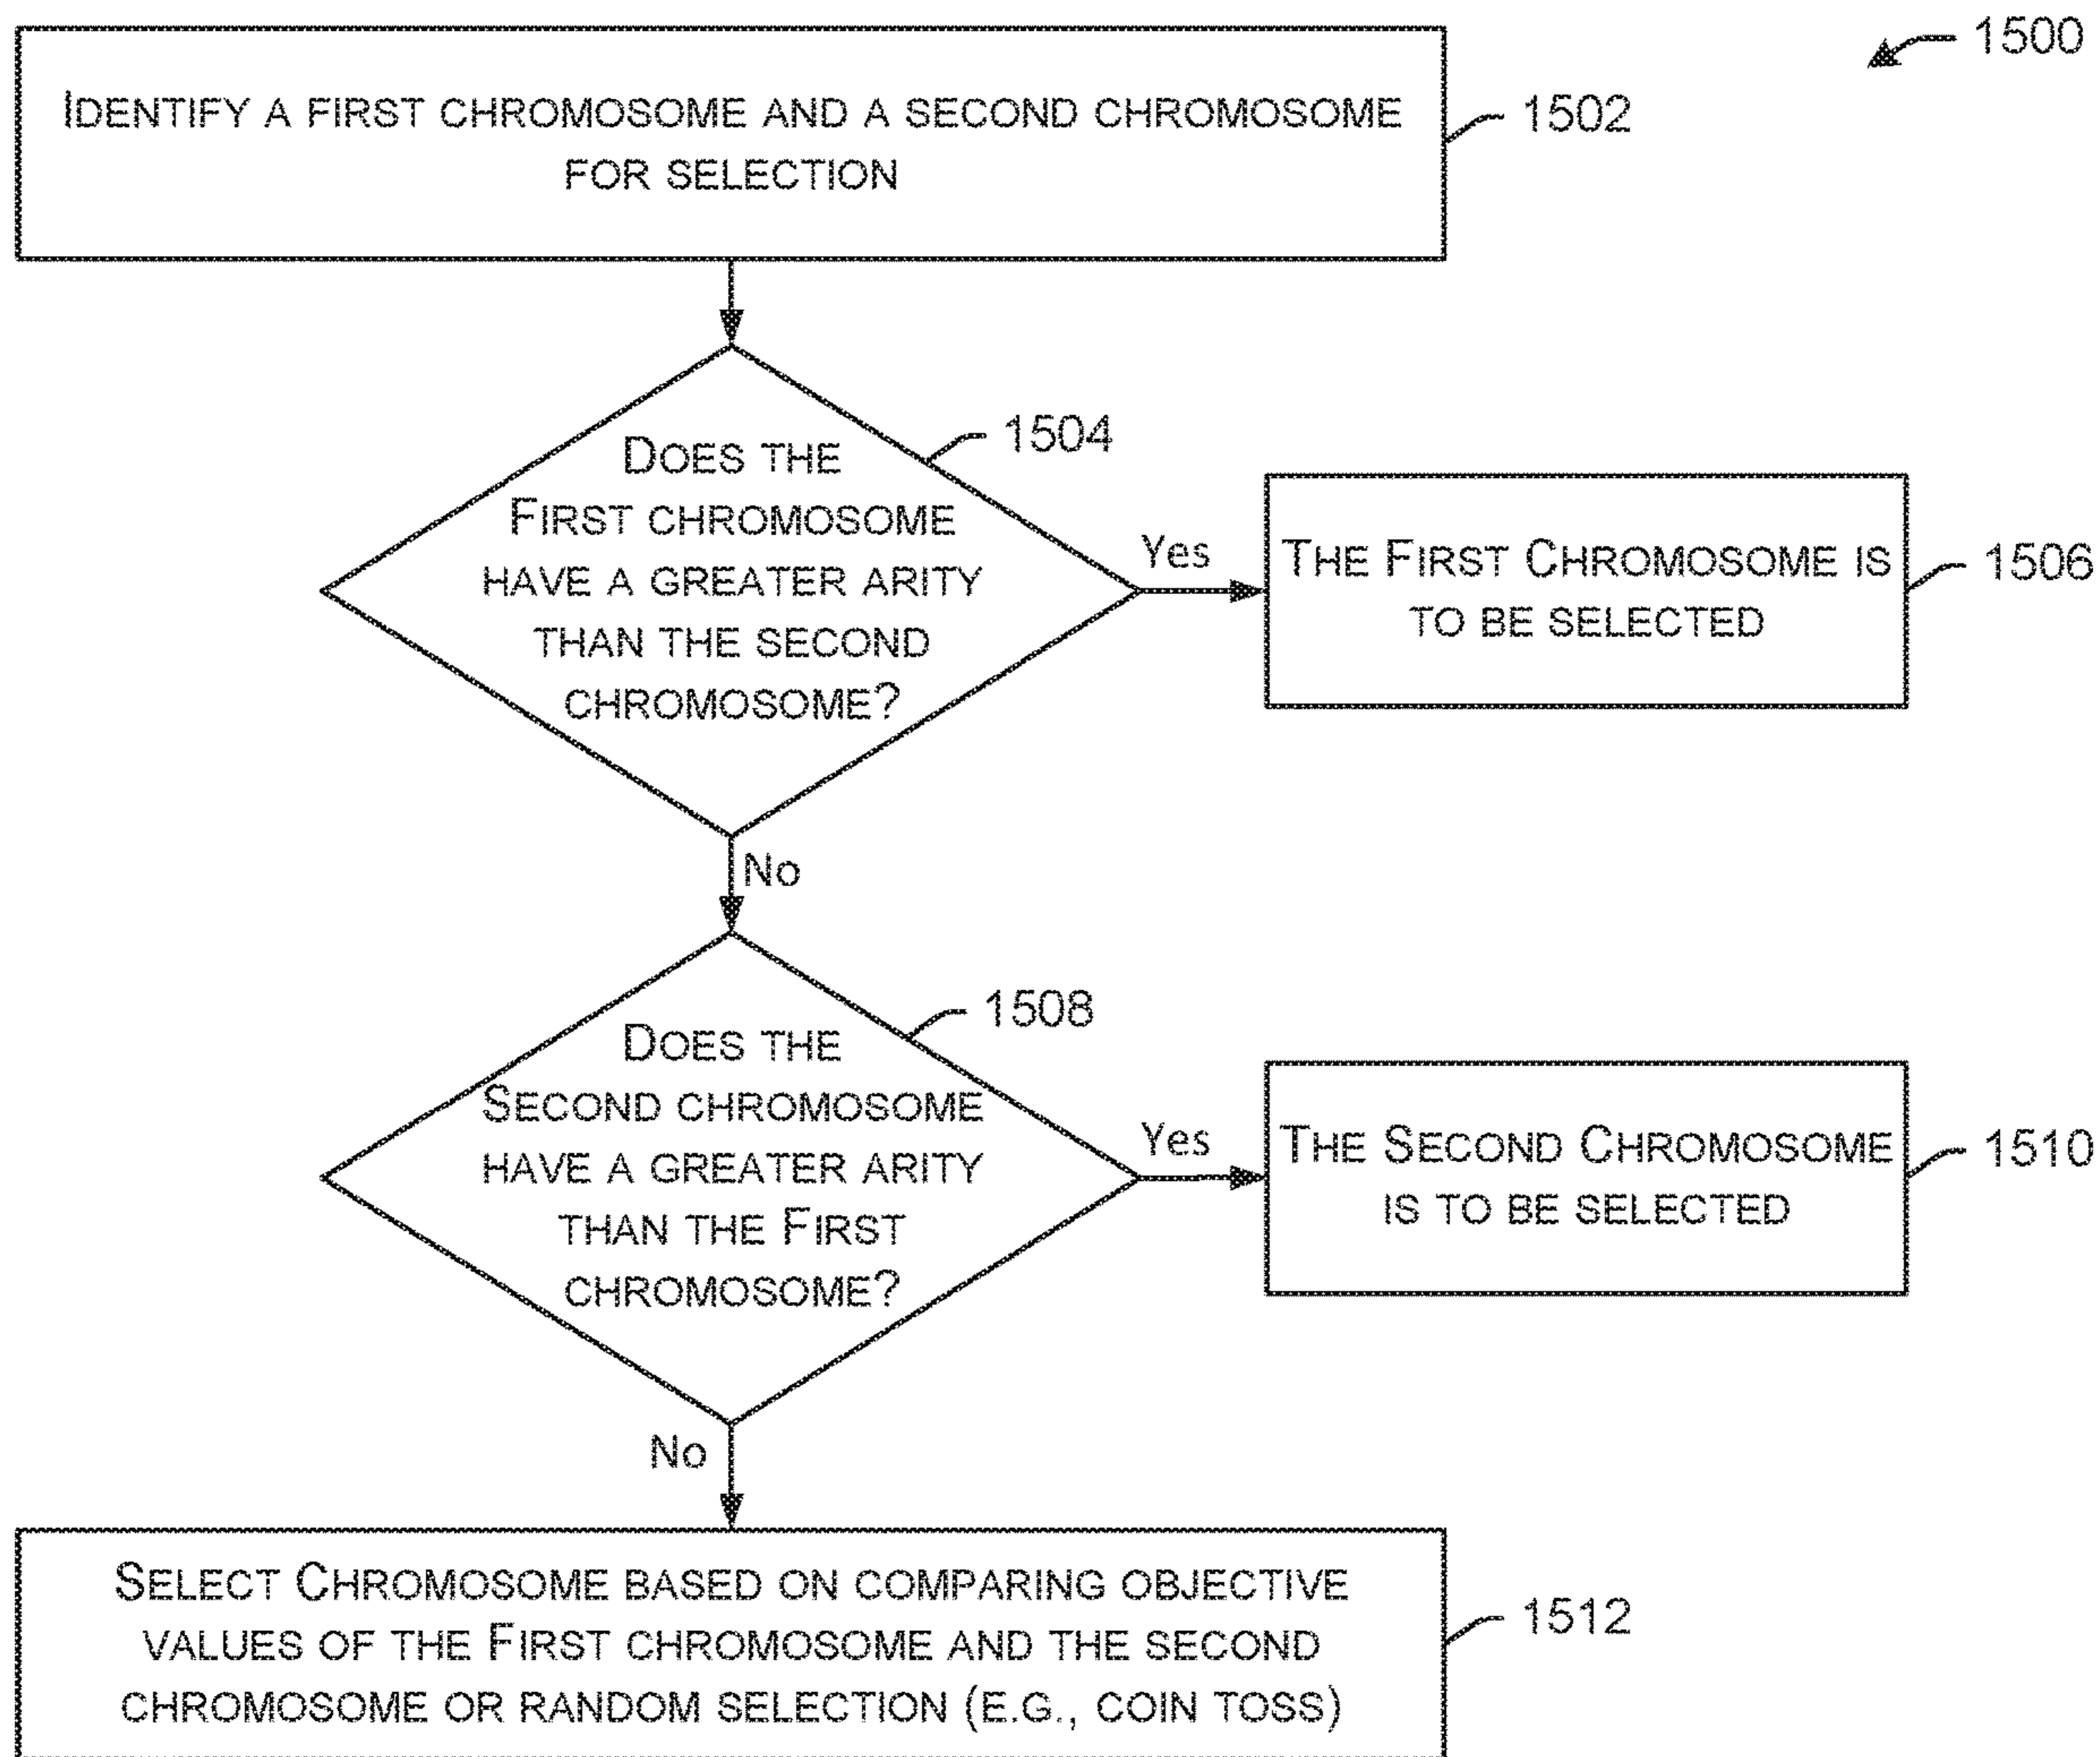 1500
IDENTIFY A FIRST CHROMOSOME AND A SECOND CHROMOSOME
FOR SELECTION
1502
DOES THE
FIRST CHROMOSOME
HAVE A GREATER ARITY
THAN THE SECOND
CHROMOSOME?
1504
Yes
THE FIRST CHROMOSOME IS
TO BE SELECTED
1506
No
DOES THE
SECOND CHROMOSOME
HAVE A GREATER ARITY
THAN THE FIRST
CHROMOSOME?
1508
Yes
THE SECOND CHROMOSOME
IS TO BE SELECTED
1510
No
SELECT CHROMOSOME BASED ON COMPARING OBJECTIVE
VALUES OF THE FIRST CHROMOSOME AND THE SECOND
CHROMOSOME OR RANDOM SELECTION (E.G., COIN TOSS)
1512